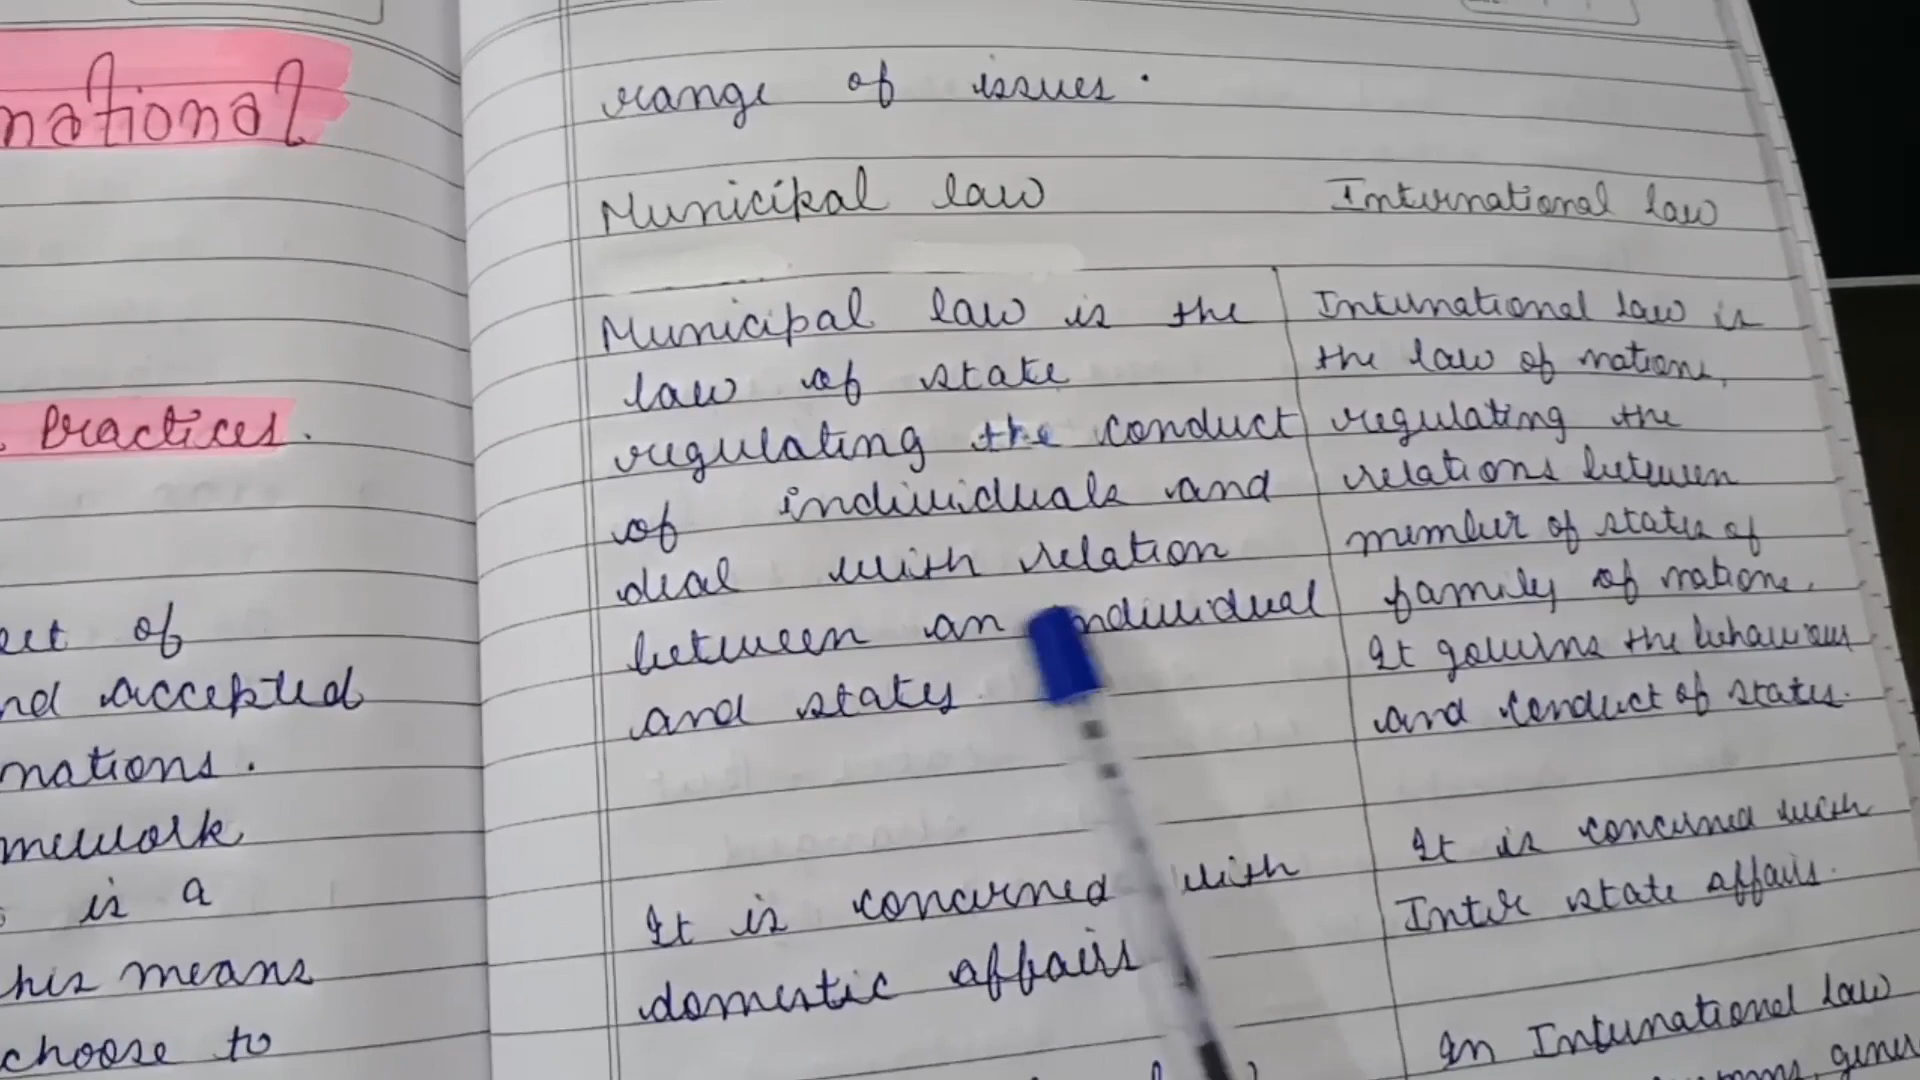 national
Practices.
of
accepted
nations.
is a
means
choose to
range of issues.
Municipal law
International law
Municipal law is the
law of state
regulating the conduct
of individuals and
deal with relation
between an individual
and states.
It is concerned with
domestic affairs
International law is
the law of nations,
regulating the
relations between
member of states of
family of nations.
It governs the behaviour
and conduct of states.
It is concerned with
Inter state affairs.
In International law